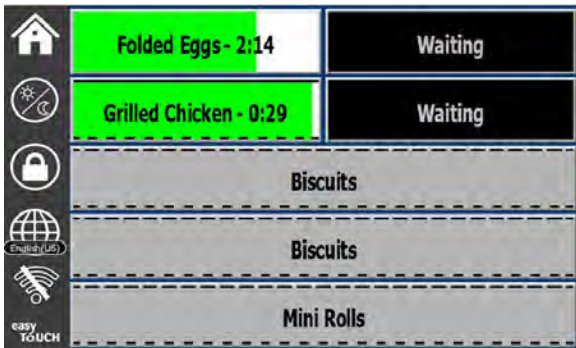 Folded Eggs - 2:14
Waiting
Grilled Chicken - 0:29
Waiting
Biscuits
Biscuits
English(US)
Mini Rolls
easy
ToUCH